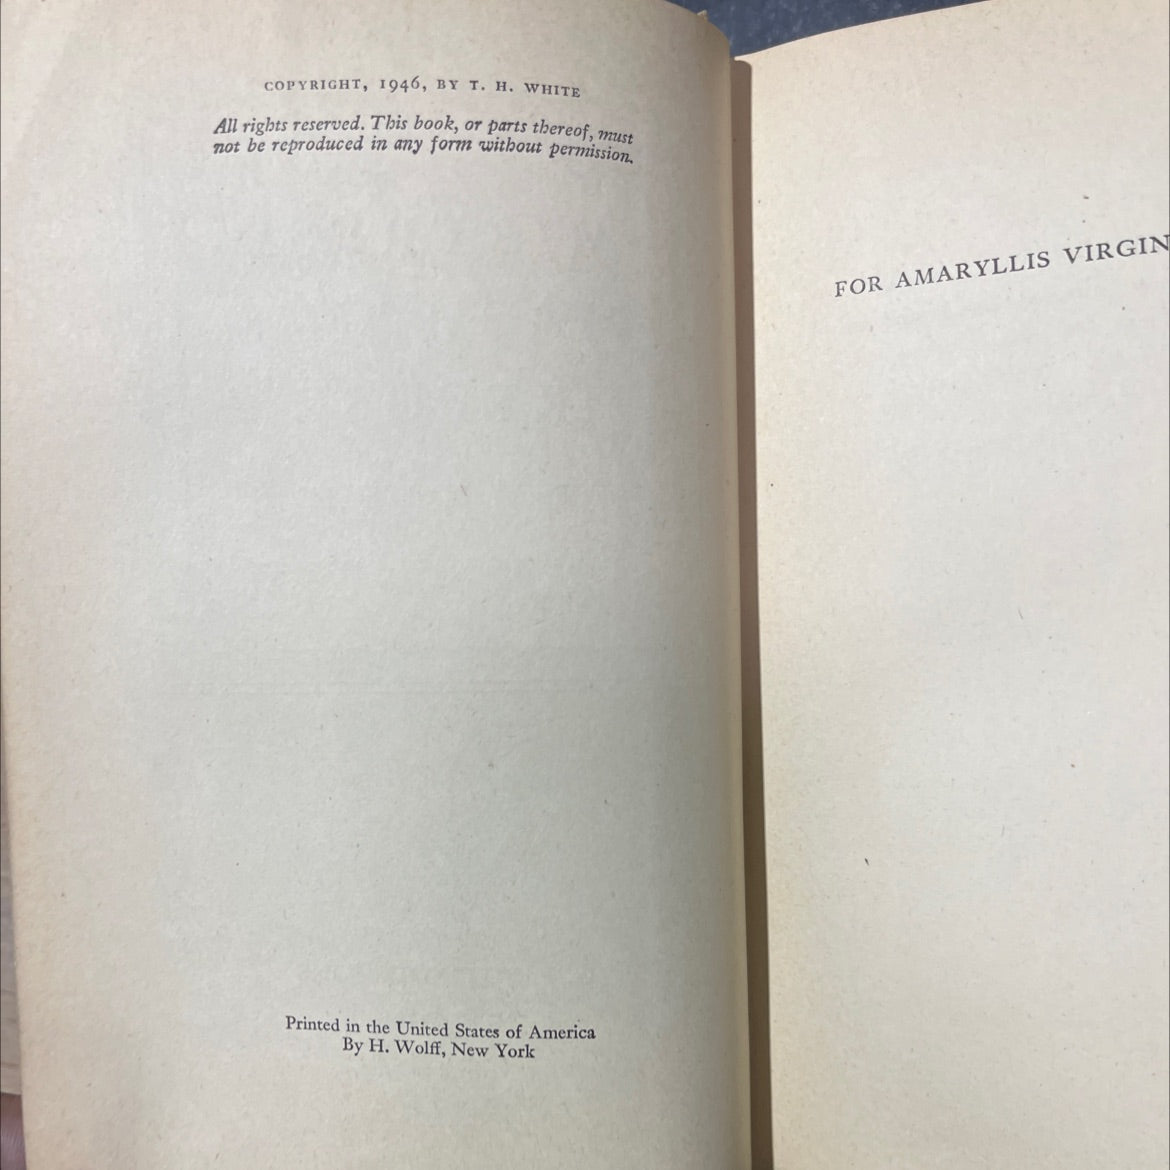 COPYRIGHT, 1946, BY T. H. WHITE
All rights reserved. This book, or parts thereof, must
not be reproduced in any form without permission.
Printed in the United States of America
By H. Wolff, New York
FOR AMARYLLIS VIRGIN